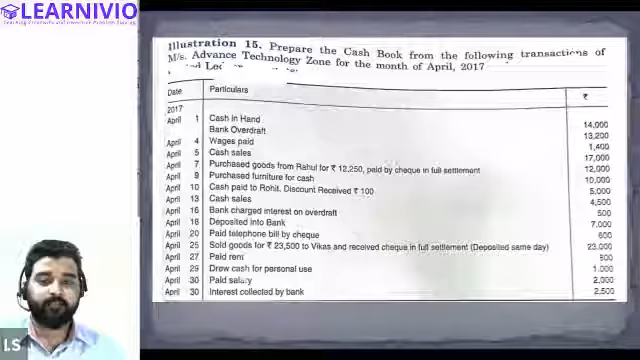 LEARNIVIO
Illustration 15. Prepare the Cash Book from the following transactions of
M/s. Advance Technology Zone for the month of April, 2017
Date Particulars ₹
2017
April 1 Cash in Hand 14,000
Bank Overdraft 13,200
April 4 Wages paid 1,400
April 5 Cash sales 17,000
April 7 Purchased goods from Rahul for ₹ 12,250, paid by cheque in full settlement 12,000
April 9 Purchased furniture for cash 10,000
April 10 Cash paid to Rohit. Discount Received ₹ 100 5,000
April 13 Cash sales 4,500
April 16 Bank charged interest on overdraft 500
April 18 Deposited into Bank 7,000
April 20 Paid telephone bill by cheque 600
April 25 Sold goods for ₹ 23,500 to Vikas and received cheque in full settlement (Deposited same day) 23,000
April 27 Paid rent
April 29 Drew cash for personal use 1,000
April 30 Paid salary 2,000
April 30 Interest collected by bank 2,500
I.S